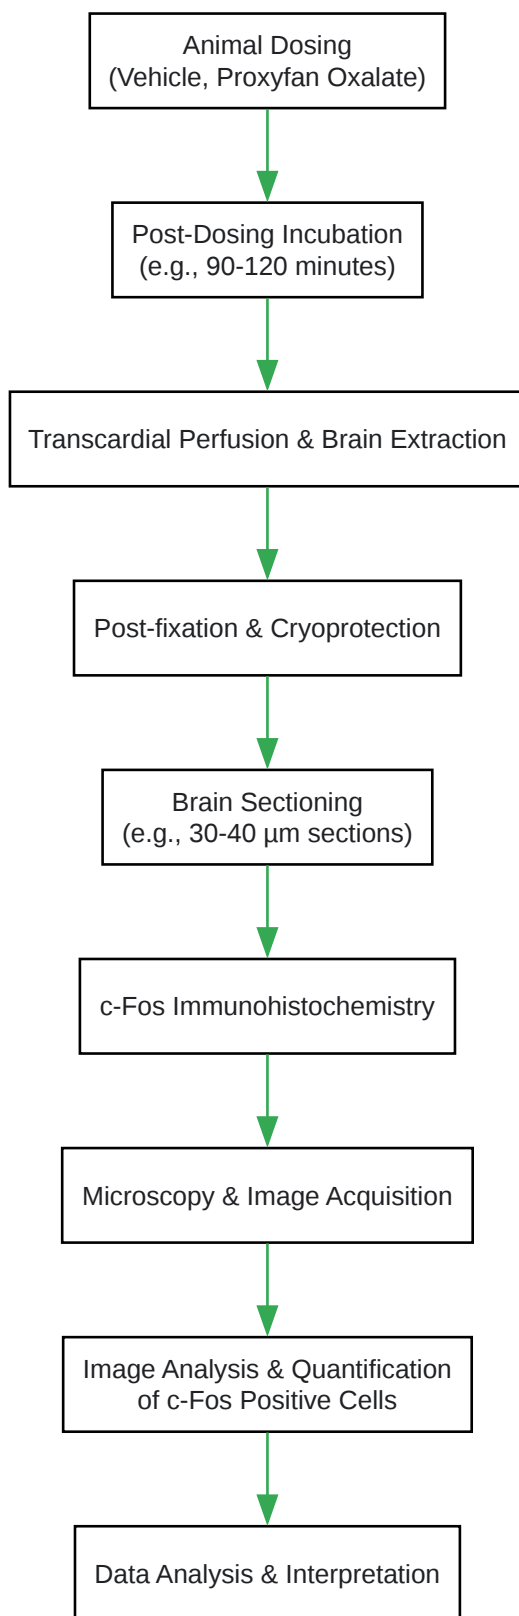 Animal Dosing
(Vehicle, Proxyfan Oxalate)
Post-Dosing Incubation
(e.g., 90-120 minutes)
Transcardial Perfusion & Brain Extraction
Post-fixation & Cryoprotection
Brain Sectioning
(e.g., 30-40 µm sections)
c-Fos Immunohistochemistry
Microscopy & Image Acquisition
Image Analysis & Quantification
of c-Fos Positive Cells
Data Analysis & Interpretation